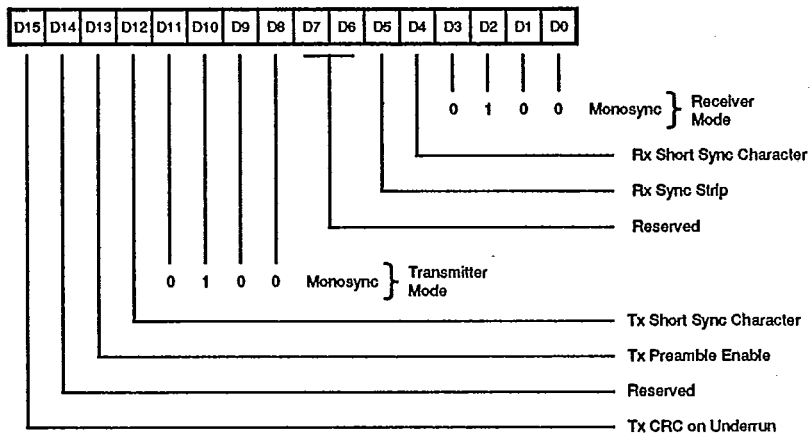 D15 D14 D13 D12 D11 D10 D9 D8 D7 D6 D5 D4 D3 D2 D1 D0
0 1 0 0 Monosync } Receiver
Mode
Rx Short Sync Character
Rx Sync Strip
Reserved
0 1 0 0 Monosync } Transmitter
Mode
Tx Short Sync Character
Tx Preamble Enable
Reserved
Tx CRC on Underrun